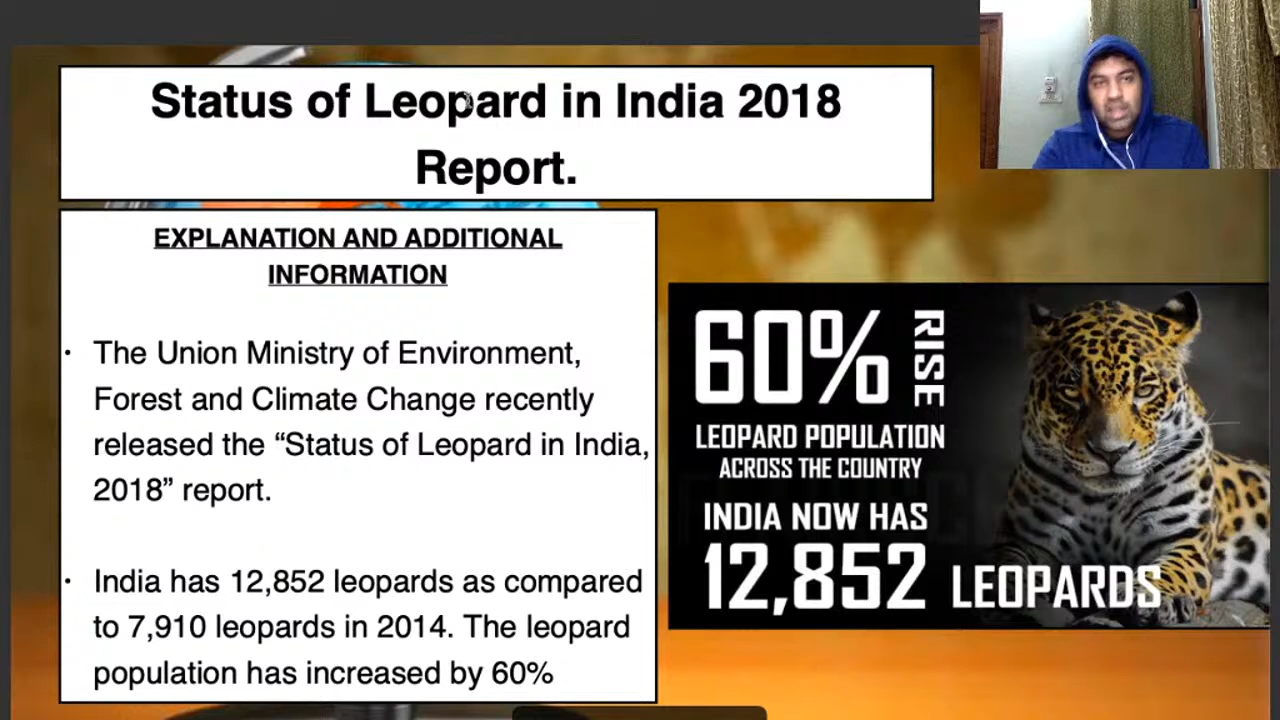 Status of Leopard in India 2018
Report.
EXPLANATION AND ADDITIONAL
INFORMATION
· The Union Ministry of Environment,
Forest and Climate Change recently
released the “Status of Leopard in India,
2018” report.
· India has 12,852 leopards as compared
to 7,910 leopards in 2014. The leopard
population has increased by 60%
60% RISE
LEOPARD POPULATION
ACROSS THE COUNTRY
INDIA NOW HAS
12,852 LEOPARDS